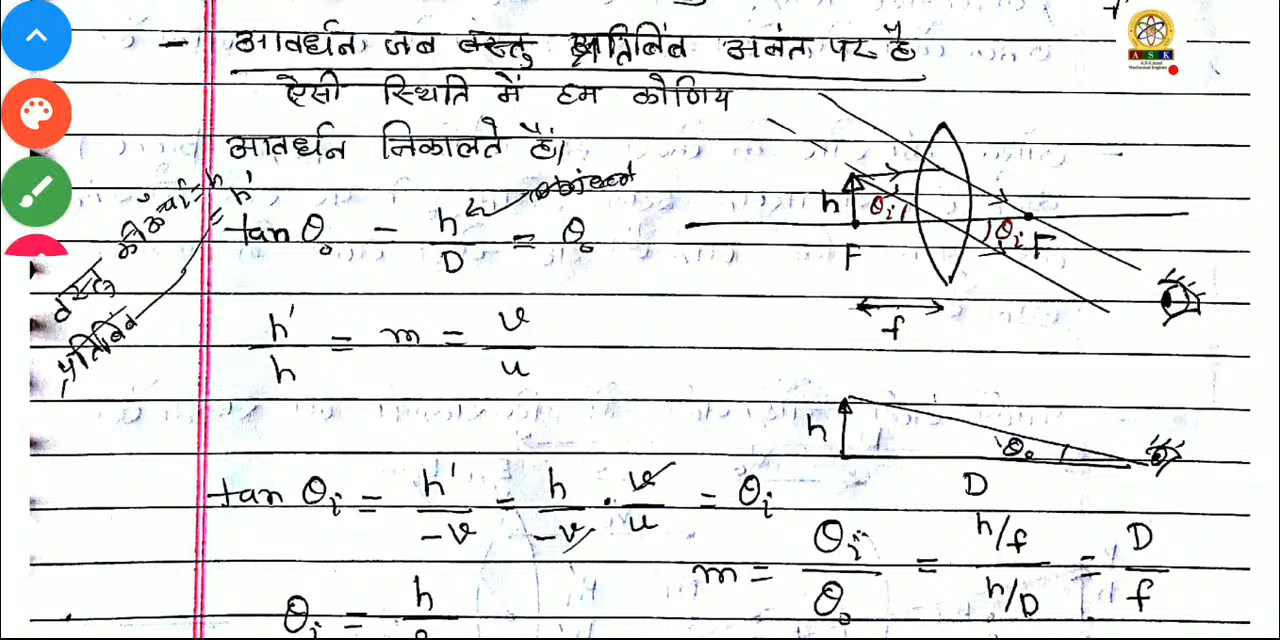 - आवर्धन जब वस्तु प्रतिबिंब अनंत पर है
ऐसी स्थिति में हम कोणिय
आवर्धन निकालते हैं।
वस्तु की ऊँचाई = h
प्रतिबिंब = h'
tan θ₀ = h/D = θ₀
object
h'/h = m = v/u
tan θi = h'/-v = h/-v · v/u = θi
θi = h
m = θi/θ₀ = h/f / h/D = D/f
h θi F θi F
f
h θ₀
D
A S K